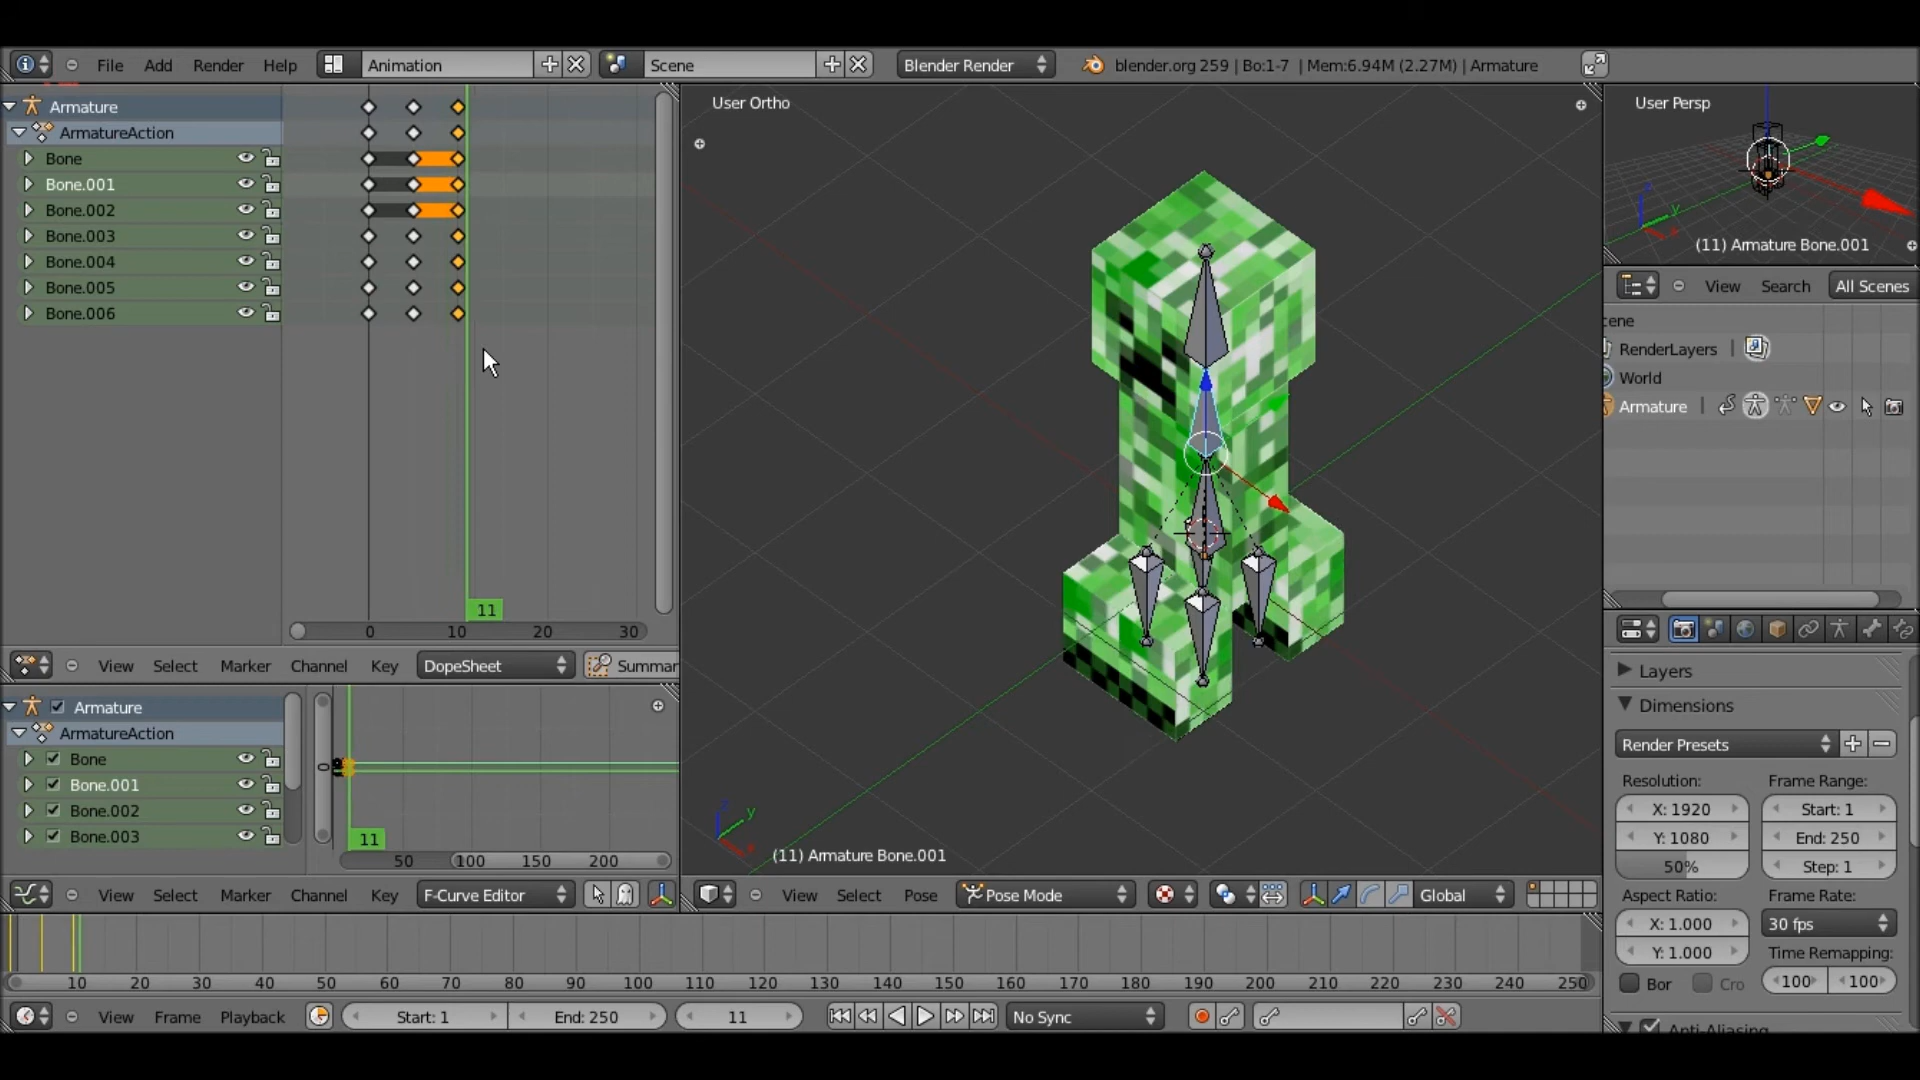 File Add Render Help Animation Scene Blender Render blender.org 259 | Bo:1-7 | Mem:6.94M (2.27M) | Armature
Armature
ArmatureAction
Bone
Bone.001
Bone.002
Bone.003
Bone.004
Bone.005
Bone.006
11
0 10 20 30
View Select Marker Channel Key DopeSheet Summar
Armature
ArmatureAction
Bone
Bone.001
Bone.002
Bone.003
11
50 100 150 200
View Select Marker Channel Key F-Curve Editor
User Ortho
(11) Armature Bone.001
View Select Pose Pose Mode Global
User Persp
(11) Armature Bone.001
View Search All Scenes
cene
RenderLayers
World
Armature
Layers
Dimensions
Render Presets
Resolution: Frame Range:
X: 1920 Start: 1
Y: 1080 End: 250
50% Step: 1
Aspect Ratio: Frame Rate:
X: 1.000 30 fps
Y: 1.000 Time Remapping:
Bor Cro 100 100
Anti-Aliasing
10 20 30 40 50 60 70 80 90 100 110 120 130 140 150 160 170 180 190 200 210 220 230 240 250
View Frame Playback Start: 1 End: 250 11 No Sync